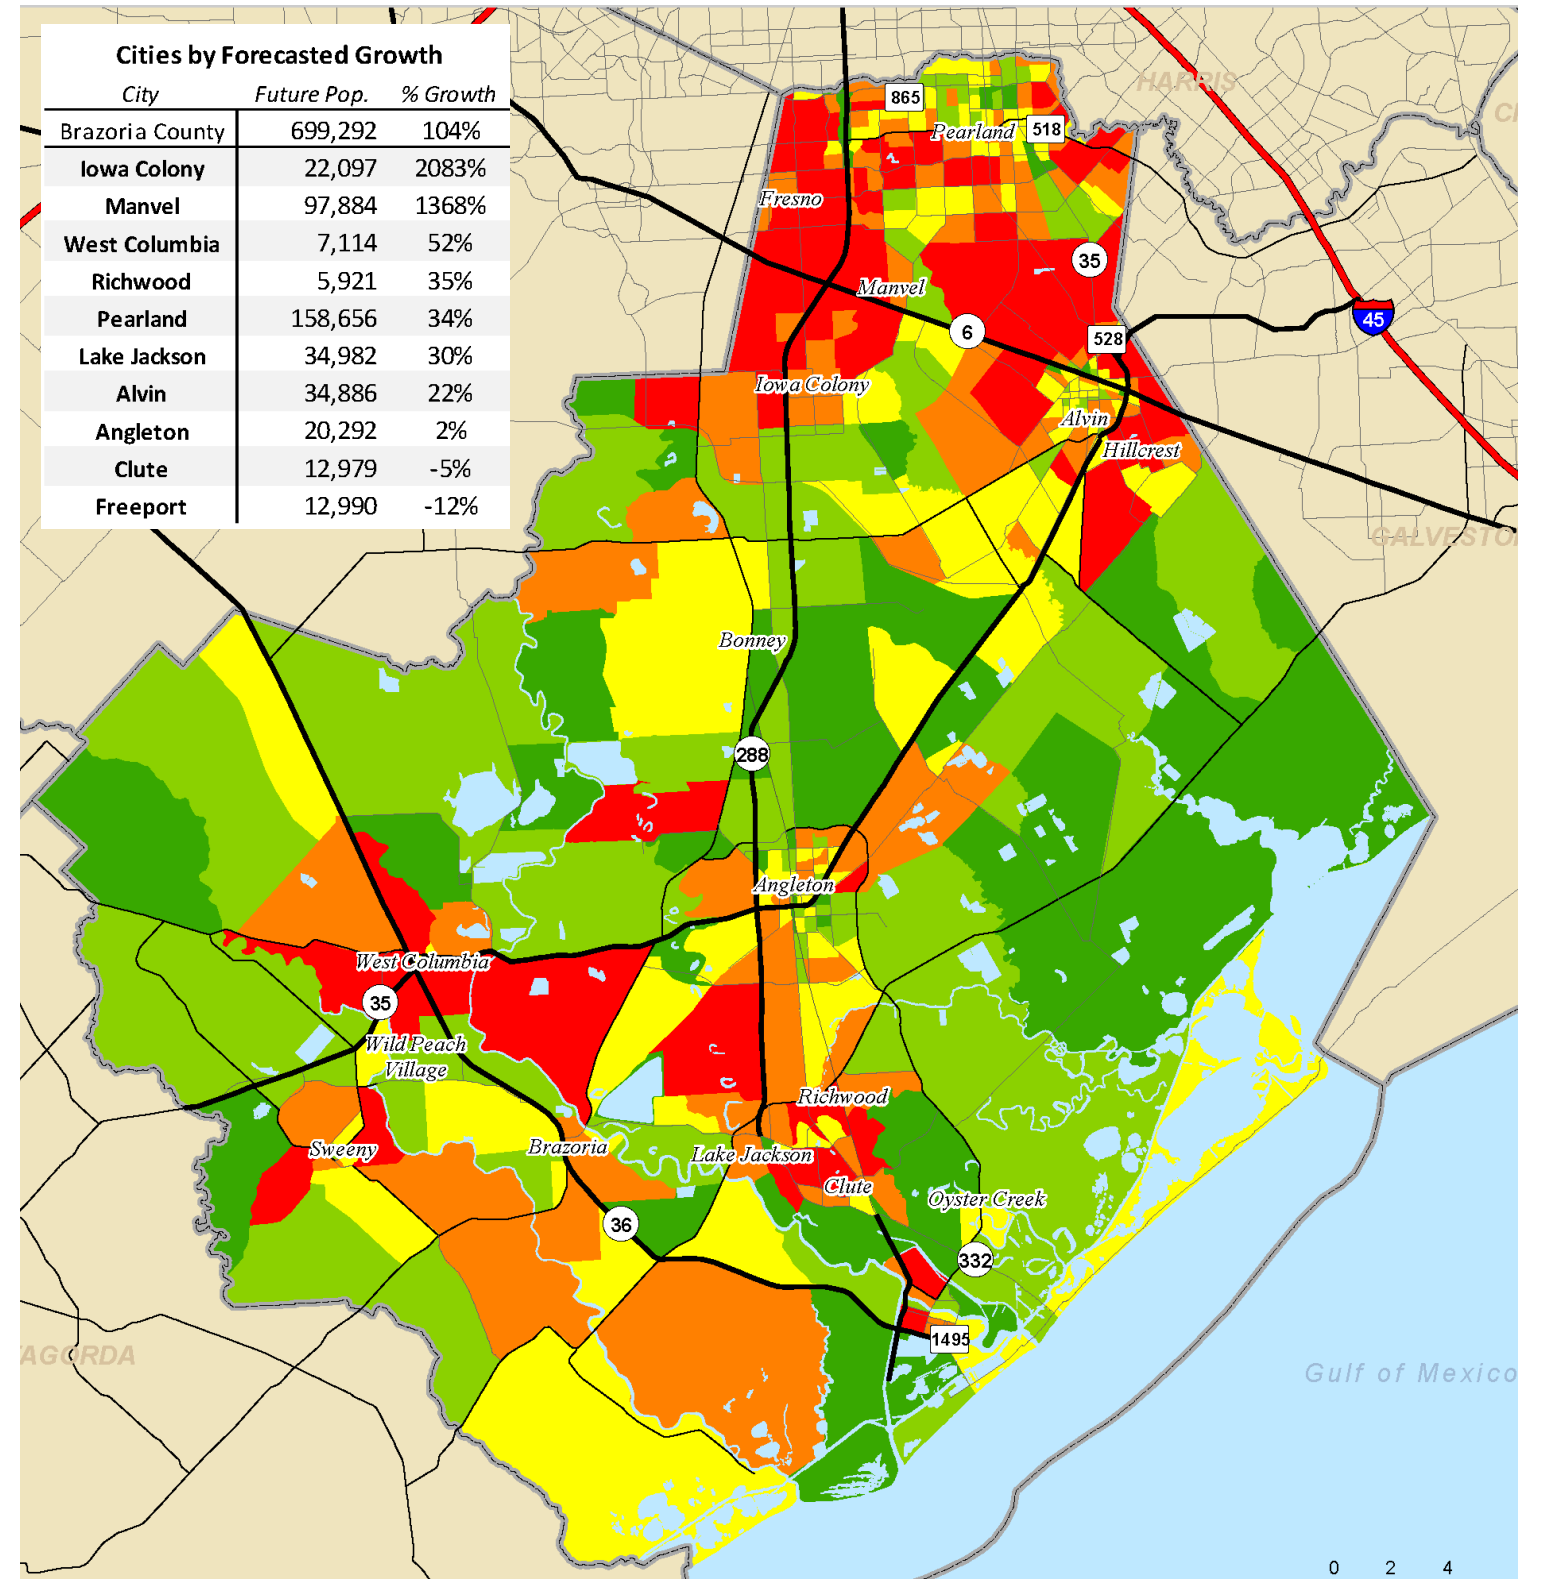 Cities by Forecasted Growth
City Future Pop. % Growth
Brazoria County 699,292 104%
Iowa Colony 22,097 2083%
Manvel 97,884 1368%
West Columbia 7,114 52%
Richwood 5,921 35%
Pearland 158,656 34%
Lake Jackson 34,982 30%
Alvin 34,886 22%
Angleton 20,292 2%
Clute 12,979 -5%
Freeport 12,990 -12%
HARRIS
865
Pearland
518
Fresno
35
Manvel
6
528
45
Iowa Colony
Alvin
Hillcrest
GALVESTO
Bonney
288
Angleton
West Columbia
35
Wild Peach
Village
Richwood
Sweeny
Brazoria
Lake Jackson
Clute
Oyster Creek
36
332
1495
AGORDA
Gulf of Mexico
0 2 4